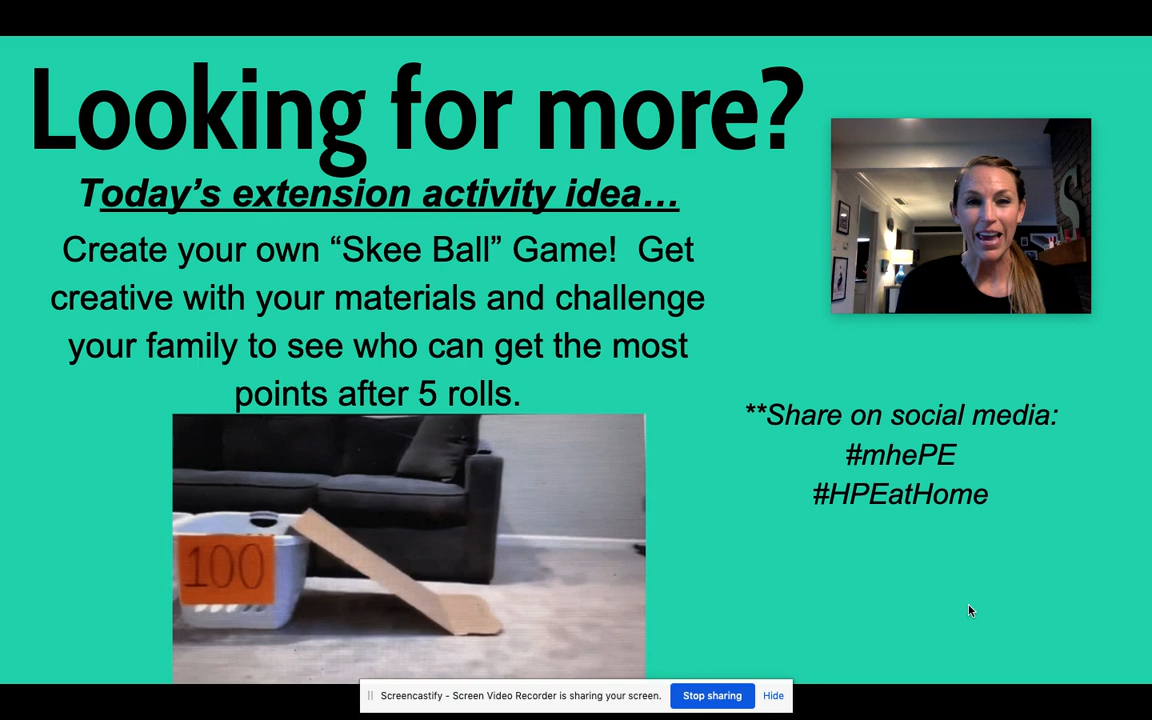 Looking for more?
Today’s extension activity idea...
Create your own “Skee Ball” Game!  Get
creative with your materials and challenge
your family to see who can get the most
points after 5 rolls.
**Share on social media:
#mhePE
#HPEatHome
100
Screencastify - Screen Video Recorder is sharing your screen.
Stop sharing
Hide